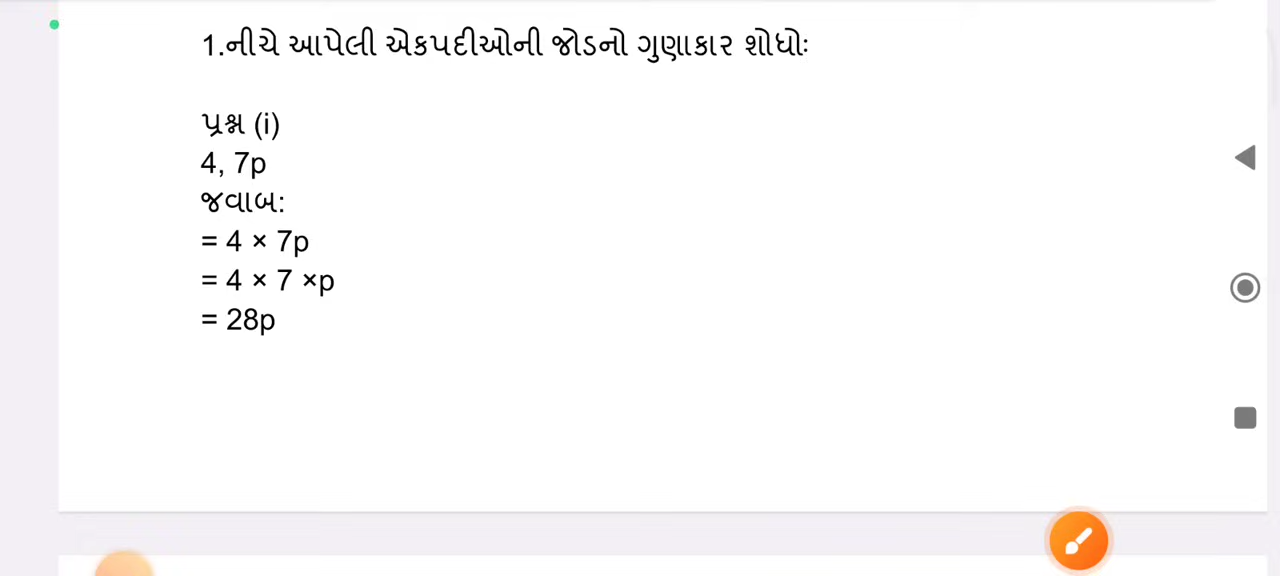 1.નીચે આપેલી એકપદીઓની જોડનો ગુણાકાર શોધોઃ
પ્રશ્ન (i)
4, 7p
જવાબ:
= 4 × 7p
= 4 × 7 ×p
= 28p